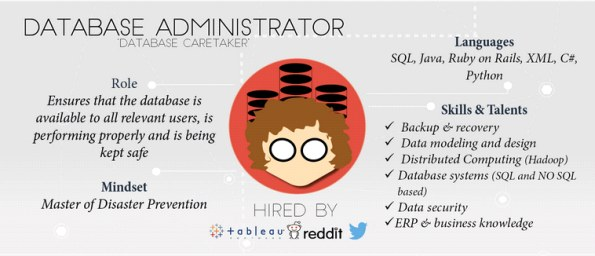 DATABASE ADMINISTRATOR
'DATABASE CARETAKER'
Role
Ensures that the database is
available to all relevant users, is
performing properly and is being
kept safe
Mindset
Master of Disaster Prevention
HIRED BY
tableau
reddit
Languages
SQL, Java, Ruby on Rails, XML, C#,
Python
Skills & Talents
✓ Backup & recovery
✓ Data modeling and design
✓ Distributed Computing (Hadoop)
✓ Database systems (SQL and NO SQL
based)
✓ Data security
✓ ERP & business knowledge